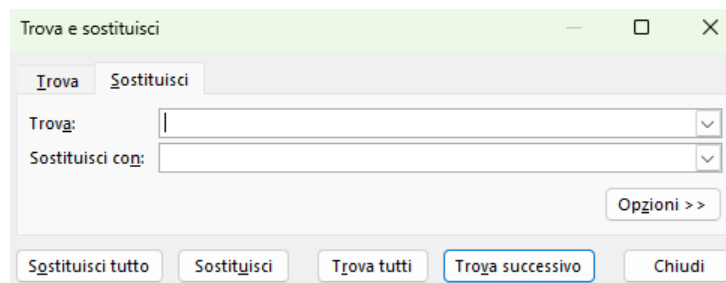 Trova e sostituisci
Trova Sostituisci
Trova:
Sostituisci con:
Opzioni >>
Sostituisci tutto Sostituisci Trova tutti Trova successivo Chiudi